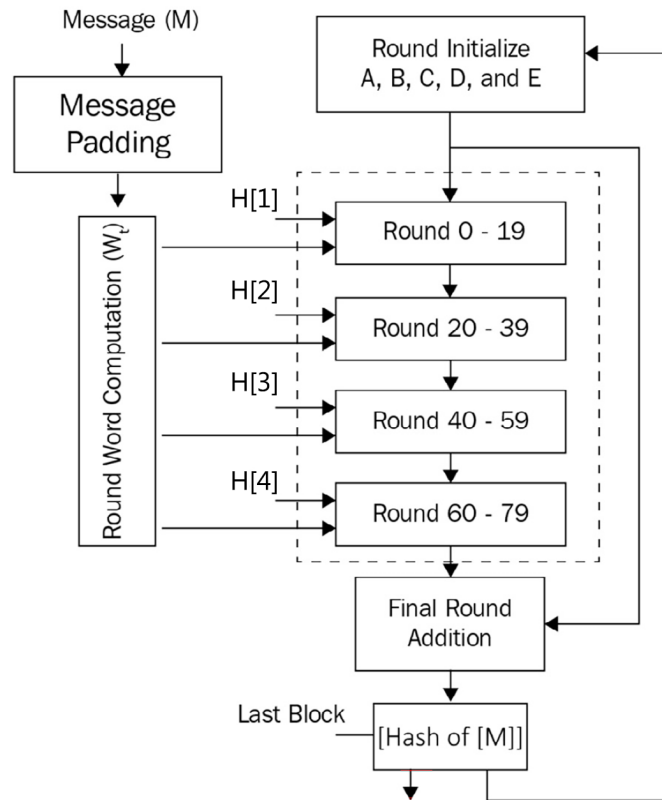 Message (M)
Message
Padding
Round Word Computation (Wt)
Round Initialize
A, B, C, D, and E
H[1]
Round 0 - 19
H[2]
Round 20 - 39
H[3]
Round 40 - 59
H[4]
Round 60 - 79
Final Round
Addition
Last Block
[Hash of [M]]